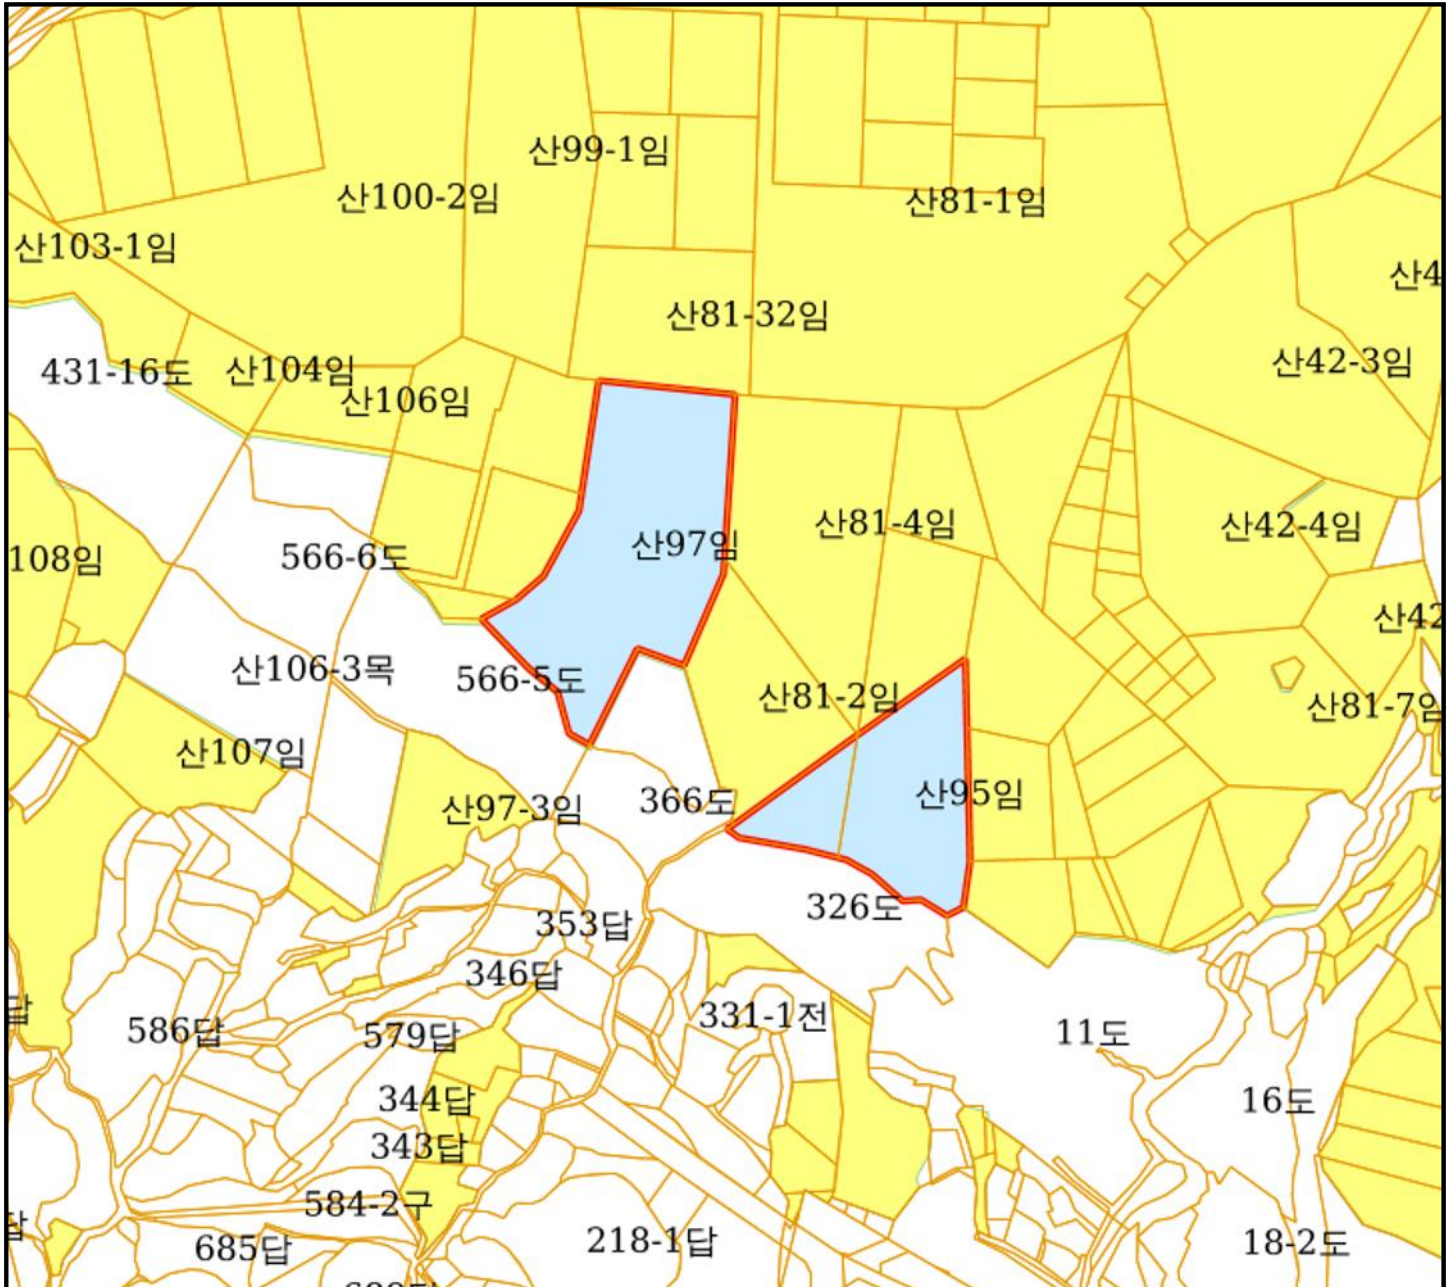 산99-1임
산100-2임
산81-1임
산103-1임
산4
산81-32임
431-16도
산104임
산106임
산42-3임
산97임
산81-4임
산42-4임
108임
566-6도
산42
산106-3목
566-5도
산81-2임
산81-7임
산107임
산97-3임
366도
산95임
353답
326도
346답
답
586답
579답
331-1전
11도
344답
16도
343답
584-2구
685답
218-1답
18-2도